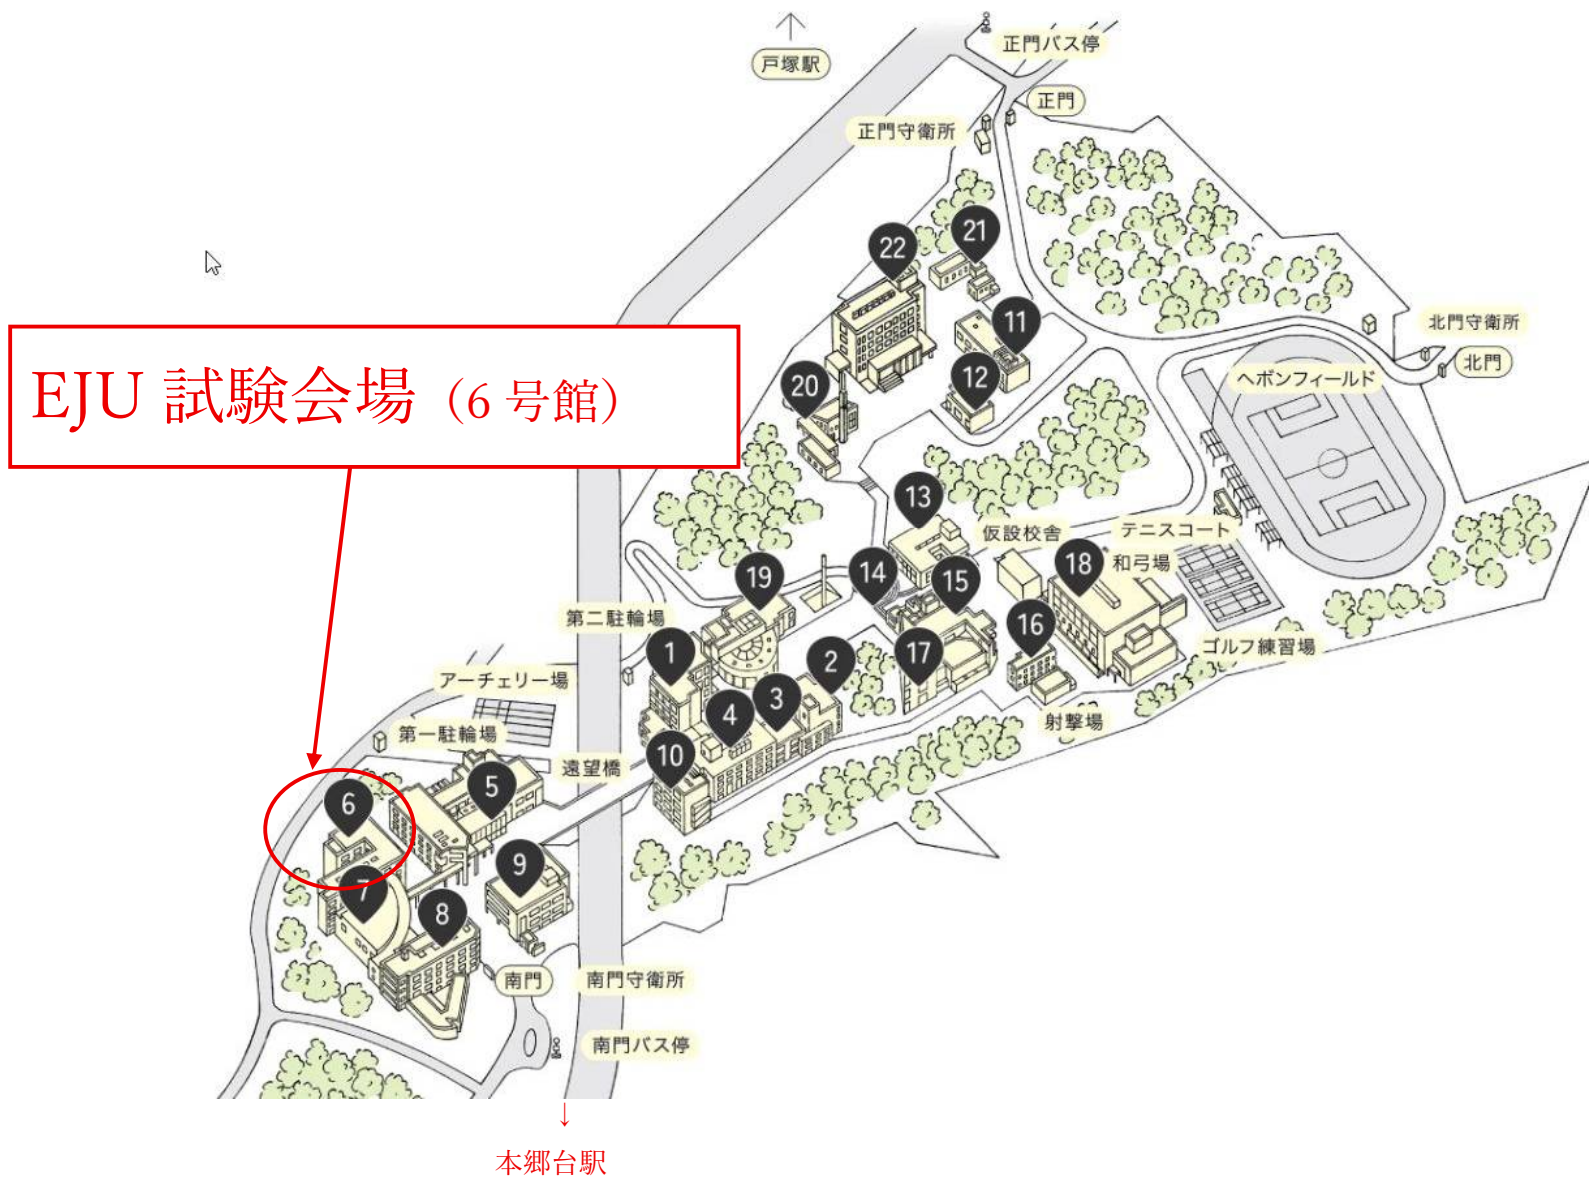 戸塚駅
正門バス停
正門
正門守衛所
21
22
11
北門守衛所
北門
ヘボンフィールド
12
20
EJU 試験会場（6 号館）
13
仮設校舎
テニスコート
和弓場
18
14
15
19
第二駐輪場
16
ゴルフ練習場
1
2
17
アーチェリー場
3
4
射撃場
第一駐輪場
10
遠望橋
5
6
9
7
8
南門
南門守衛所
南門バス停
↓
本郷台駅